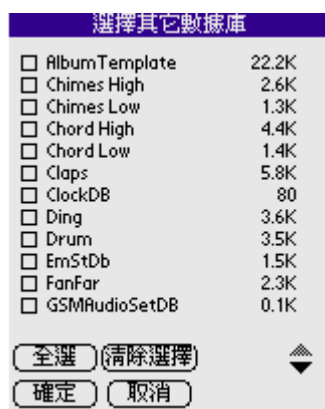 選擇其它數據庫
AlbumTemplate 22.2K
Chimes High 2.6K
Chimes Low 1.3K
Chord High 4.4K
Chord Low 1.4K
Claps 5.8K
ClockDB 80
Ding 3.6K
Drum 3.5K
EmStDb 1.5K
FanFar 2.3K
GSMAudioSetDB 0.1K
全選 清除選擇
確定 取消